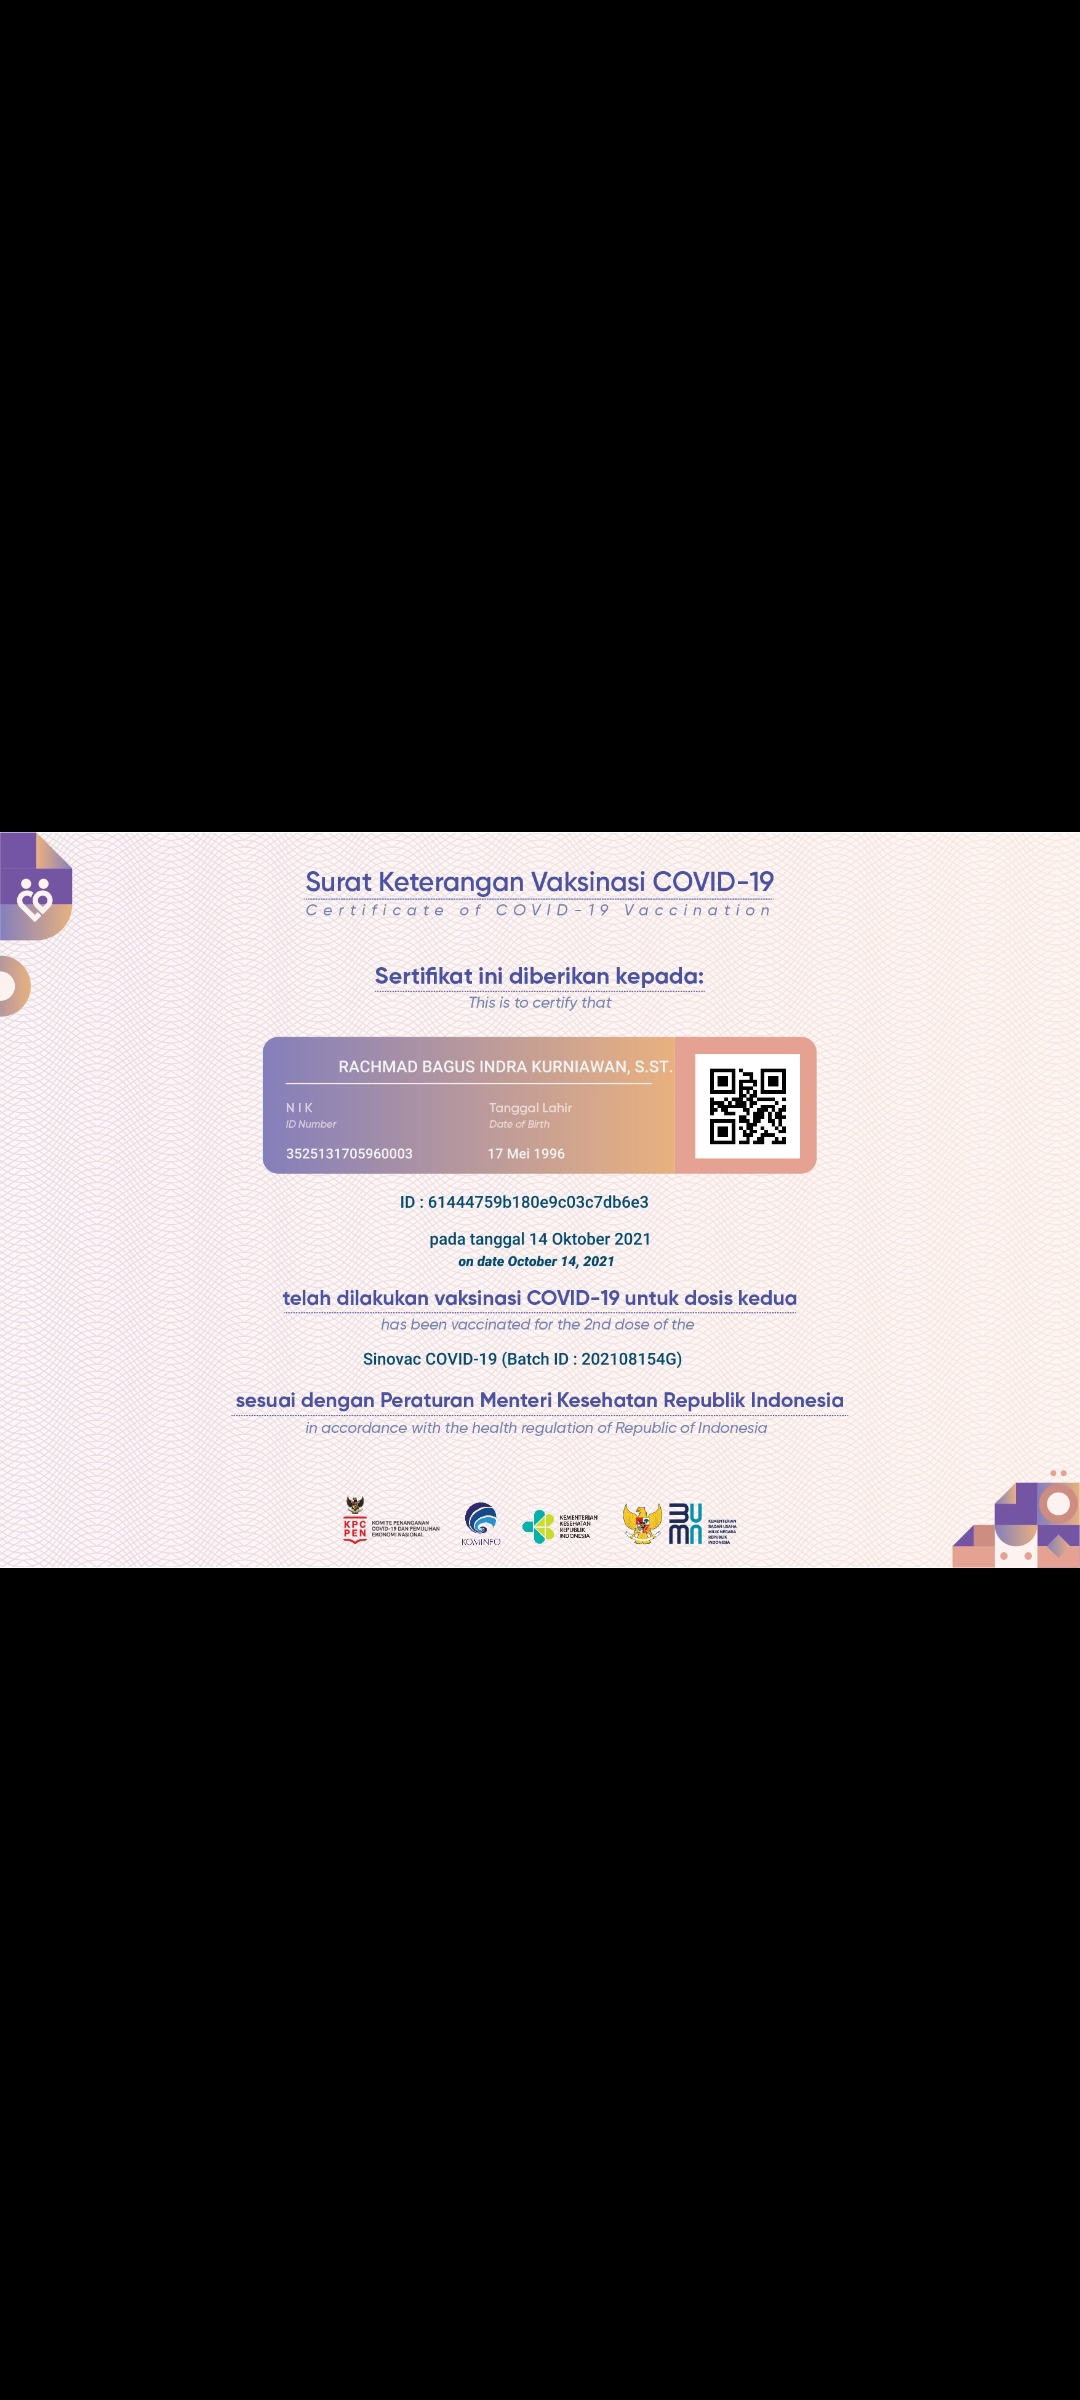 Surat Keterangan Vaksinasi COVID-19
Certificate of COVID-19 Vaccination
Sertifikat ini diberikan kepada:
This is to certify that
RACHMAD BAGUS INDRA KURNIAWAN, S.ST.
NIK
Tanggal Lahir
ID Number
Date of Birth
3525131705960003
17 Mei 1996
ID : 61444759b180e9c03c7db6e3
pada tanggal 14 Oktober 2021
on date October 14, 2021
telah dilakukan vaksinasi COVID-19 untuk dosis kedua
has been vaccinated for the 2nd dose of the
Sinovac COVID-19 (Batch ID : 202108154G)
sesuai dengan Peraturan Menteri Kesehatan Republik Indonesia
in accordance with the health regulation of Republic of Indonesia
KPC
PEN
KOMITE PENANGANAN
COVID-19 DAN PEMULIHAN
EKONOMI NASIONAL
KOMINFO
KEMENTERIAN
KESEHATAN
REPUBLIK
INDONESIA
BUMN
KEMENTERIAN
BADAN USAHA
MILIK NEGARA
REPUBLIK
INDONESIA